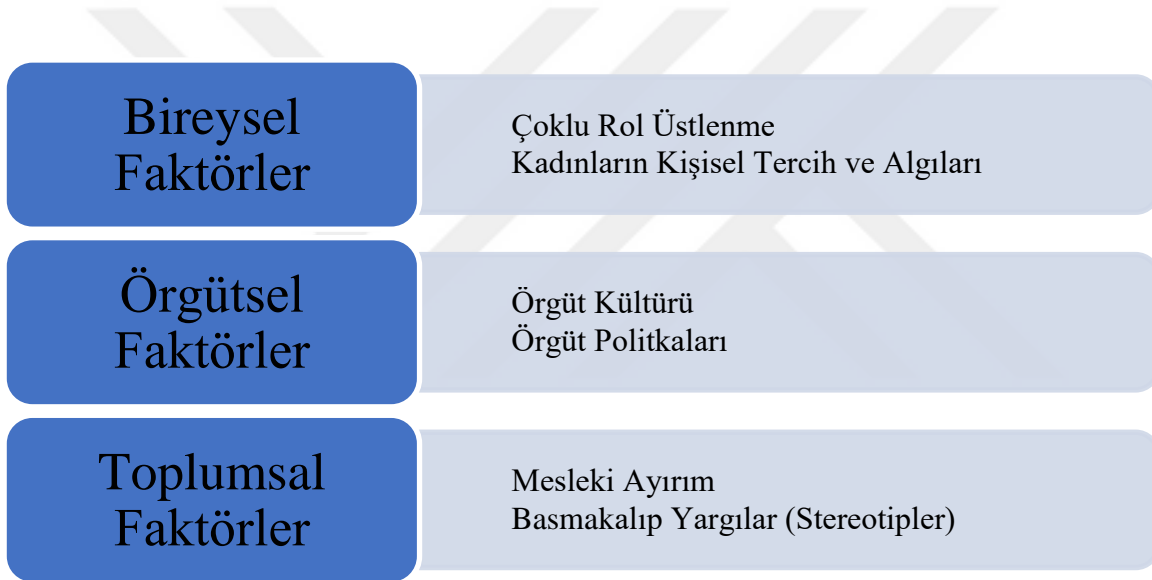 Bireysel
Faktörler
Çoklu Rol Üstlenme
Kadınların Kişisel Tercih ve Algıları
Örgütsel
Faktörler
Örgüt Kültürü
Örgüt Politkaları
Toplumsal
Faktörler
Mesleki Ayırım
Basmakalıp Yargılar (Stereotipler)